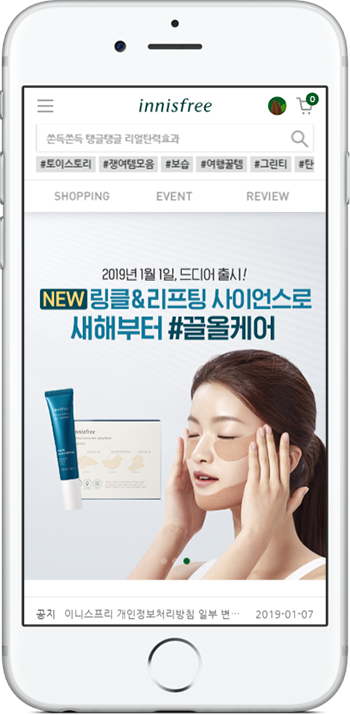 innisfree
0
쫀득쫀득 탱글탱글 리얼탄력효과
#토이스토리 #쟁여템모음 #보습 #여행꿀템 #그린티 #탄
SHOPPING EVENT REVIEW
2019년 1월 1일, 드디어 출시!
NEW 링클&리프팅 사이언스로
새해부터 #끌올케어
innisfree
innisfree
공지 이니스프리 개인정보처리방침 일부 변… 2019-01-07